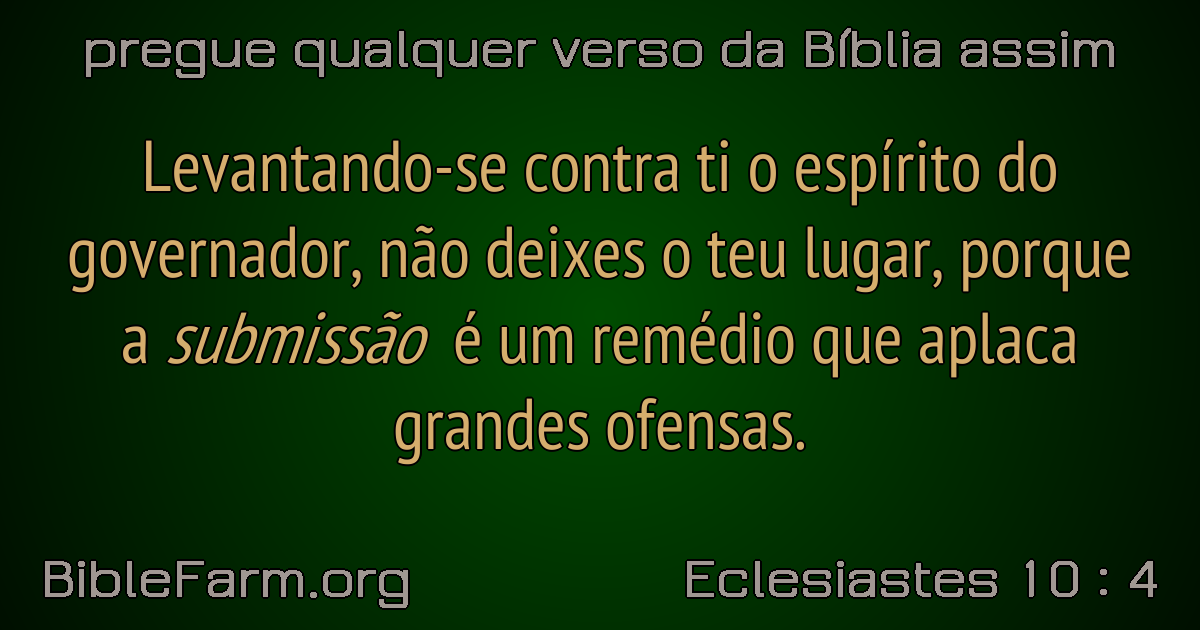 pregue qualquer verso da Bíblia assim
Levantando-se contra ti o espírito do
governador, não deixes o teu lugar, porque
a submissão é um remédio que aplaca
grandes ofensas.
BibleFarm.org
Eclesiastes 10 : 4